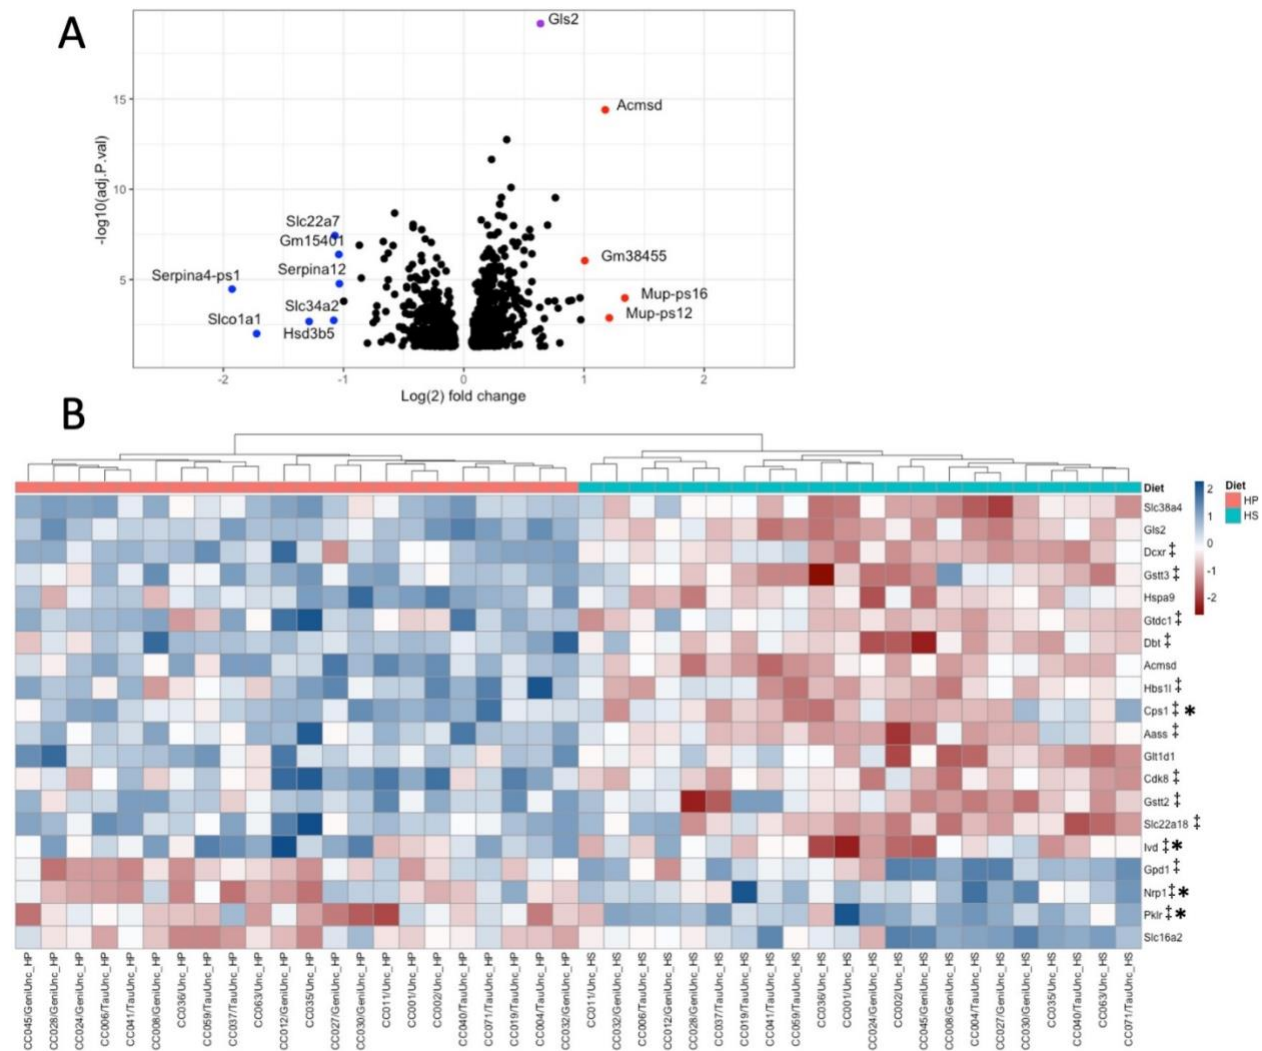 A
Gls2
15
Acmsd
-log10(adj.P.val)
10
Slc22a7
Gm15401
Gm38455
Serpina4-ps1
Serpina12
5
Mup-ps16
Slc34a2
Mup-ps12
Slco1a1
Hsd3b5
-2 -1 0 1 2
Log(2) fold change
B
Diet
2
1
0
-1
-2
Diet
HP
HS
Slc38a4
Gls2
Dcxr ‡
Gstt3 ‡
Hspa9
Gtdc1 ‡
Dbt ‡
Acmsd
Hbs1l ‡
Cps1 ‡ *
Aass ‡
Glt1d1
Cdk8 ‡
Gstt2 ‡
Slc22a18 ‡
Ivd ‡*
Gpd1 ‡
Nrp1 ‡*
Pklr ‡*
Slc16a2
CC045/GeniUnc_HP
CC028/GeniUnc_HP
CC024/GeniUnc_HP
CC006/TauUnc_HP
CC041/TauUnc_HP
CC008/GeniUnc_HP
CC036/Unc_HP
CC059/TauUnc_HP
CC037/TauUnc_HP
CC063/Unc_HP
CC012/GeniUnc_HP
CC035/Unc_HP
CC027/GeniUnc_HP
CC030/GeniUnc_HP
CC011/Unc_HP
CC001/Unc_HP
CC002/Unc_HP
CC040/TauUnc_HP
CC071/TauUnc_HP
CC019/TauUnc_HP
CC004/TauUnc_HP
CC032/GeniUnc_HP
CC011/Unc_HS
CC032/GeniUnc_HS
CC006/TauUnc_HS
CC012/GeniUnc_HS
CC028/GeniUnc_HS
CC037/TauUnc_HS
CC019/TauUnc_HS
CC041/TauUnc_HS
CC059/TauUnc_HS
CC036/Unc_HS
CC001/Unc_HS
CC024/GeniUnc_HS
CC002/Unc_HS
CC045/GeniUnc_HS
CC008/GeniUnc_HS
CC004/TauUnc_HS
CC027/GeniUnc_HS
CC030/GeniUnc_HS
CC035/Unc_HS
CC040/TauUnc_HS
CC063/Unc_HS
CC071/TauUnc_HS